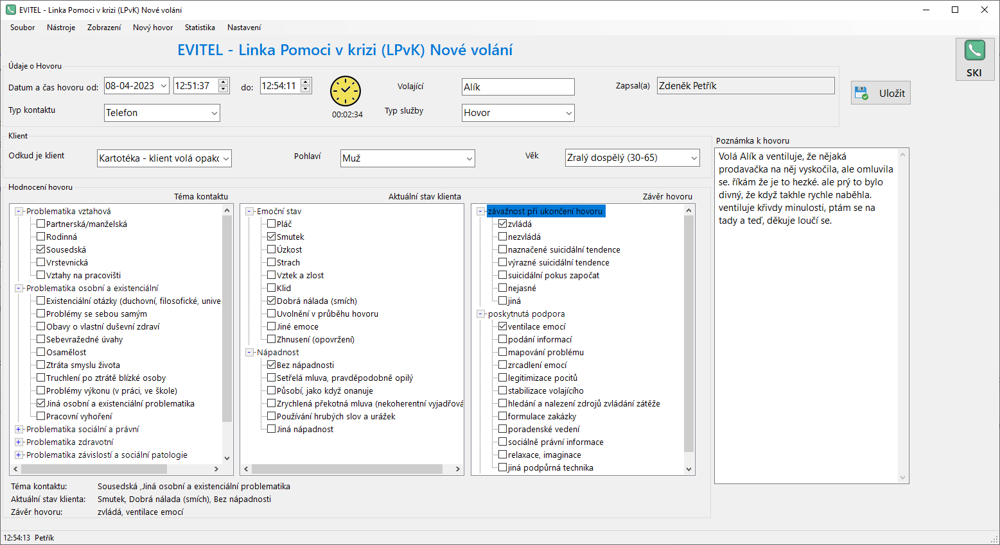 EVITEL - Linka Pomoci v krizi (LPvK) Nové volání
Soubor Nástroje Zobrazení Nový hovor Statistika Nastavení
EVITEL - Linka Pomoci v krizi (LPvK) Nové volání
SKI
Údaje o Hovoru
Datum a čas hovoru od: 08-04-2023 12:51:37 do: 12:54:11
00:02:34
Volající Alík
Zapsal(a) Zdeněk Petřík
Uložit
Typ kontaktu Telefon
Typ služby Hovor
Klient
Odkud je klient Kartotéka - klient volá opakc
Pohlaví Muž
Věk Zralý dospělý (30-65)
Poznámka k hovoru
Volá Alík a ventiluje, že nějaká
prodavačka na něj vyskočila, ale omluvila
se. říkám že je to hezké. ale prý to bylo
divný, že když takhle rychle naběhla.
ventiluje křivdy minulosti, ptám se na
tady a teď, děkuje loučí se.
Hodnocení hovoru
Téma kontaktu
Problematika vztahová
Partnerská/manželská
Rodinná
Sousedská
Vrstevnická
Vztahy na pracovišti
Problematika osobní a existenciální
Existenciální otázky (duchovní, filosofické, unive
Problémy se sebou samým
Obavy o vlastní duševní zdraví
Sebevražedné úvahy
Osamělost
Ztráta smyslu života
Truchlení po ztrátě blízké osoby
Problémy výkonu (v práci, ve škole)
Jiná osobní a existenciální problematika
Pracovní vyhoření
Problematika sociální a právní
Problematika zdravotní
Problematika závislostí a sociální patologie
Aktuální stav klienta
Emoční stav
Pláč
Smutek
Úzkost
Strach
Vztek a zlost
Klid
Dobrá nálada (smích)
Uvolnění v průběhu hovoru
Jiné emoce
Zhnusení (opovržení)
Nápadnost
Bez nápadnosti
Setřelá mluva, pravděpodobně opilý
Působí, jako když onanuje
Zrychlená překotná mluva (nekoherentní vyjadřová
Používání hrubých slov a urážek
Jiná nápadnost
Závěr hovoru
závažnost při ukončení hovoru
zvládá
nezvládá
naznačené suicidální tendence
výrazné suicidální tendence
suicidální pokus započat
nejasné
jiná
poskytnutá podpora
ventilace emocí
podání informací
mapování problému
zrcadlení emocí
legitimizace pocitů
stabilizace volajícího
hledání a nalezení zdrojů zvládání zátěže
formulace zakázky
poradenské vedení
sociálně právní informace
relaxace, imaginace
jiná podpůrná technika
Téma kontaktu: Sousedská ,Jiná osobní a existenciální problematika
Aktuální stav klienta: Smutek, Dobrá nálada (smích), Bez nápadnosti
Závěr hovoru: zvládá, ventilace emocí
12:54:13 Petřík